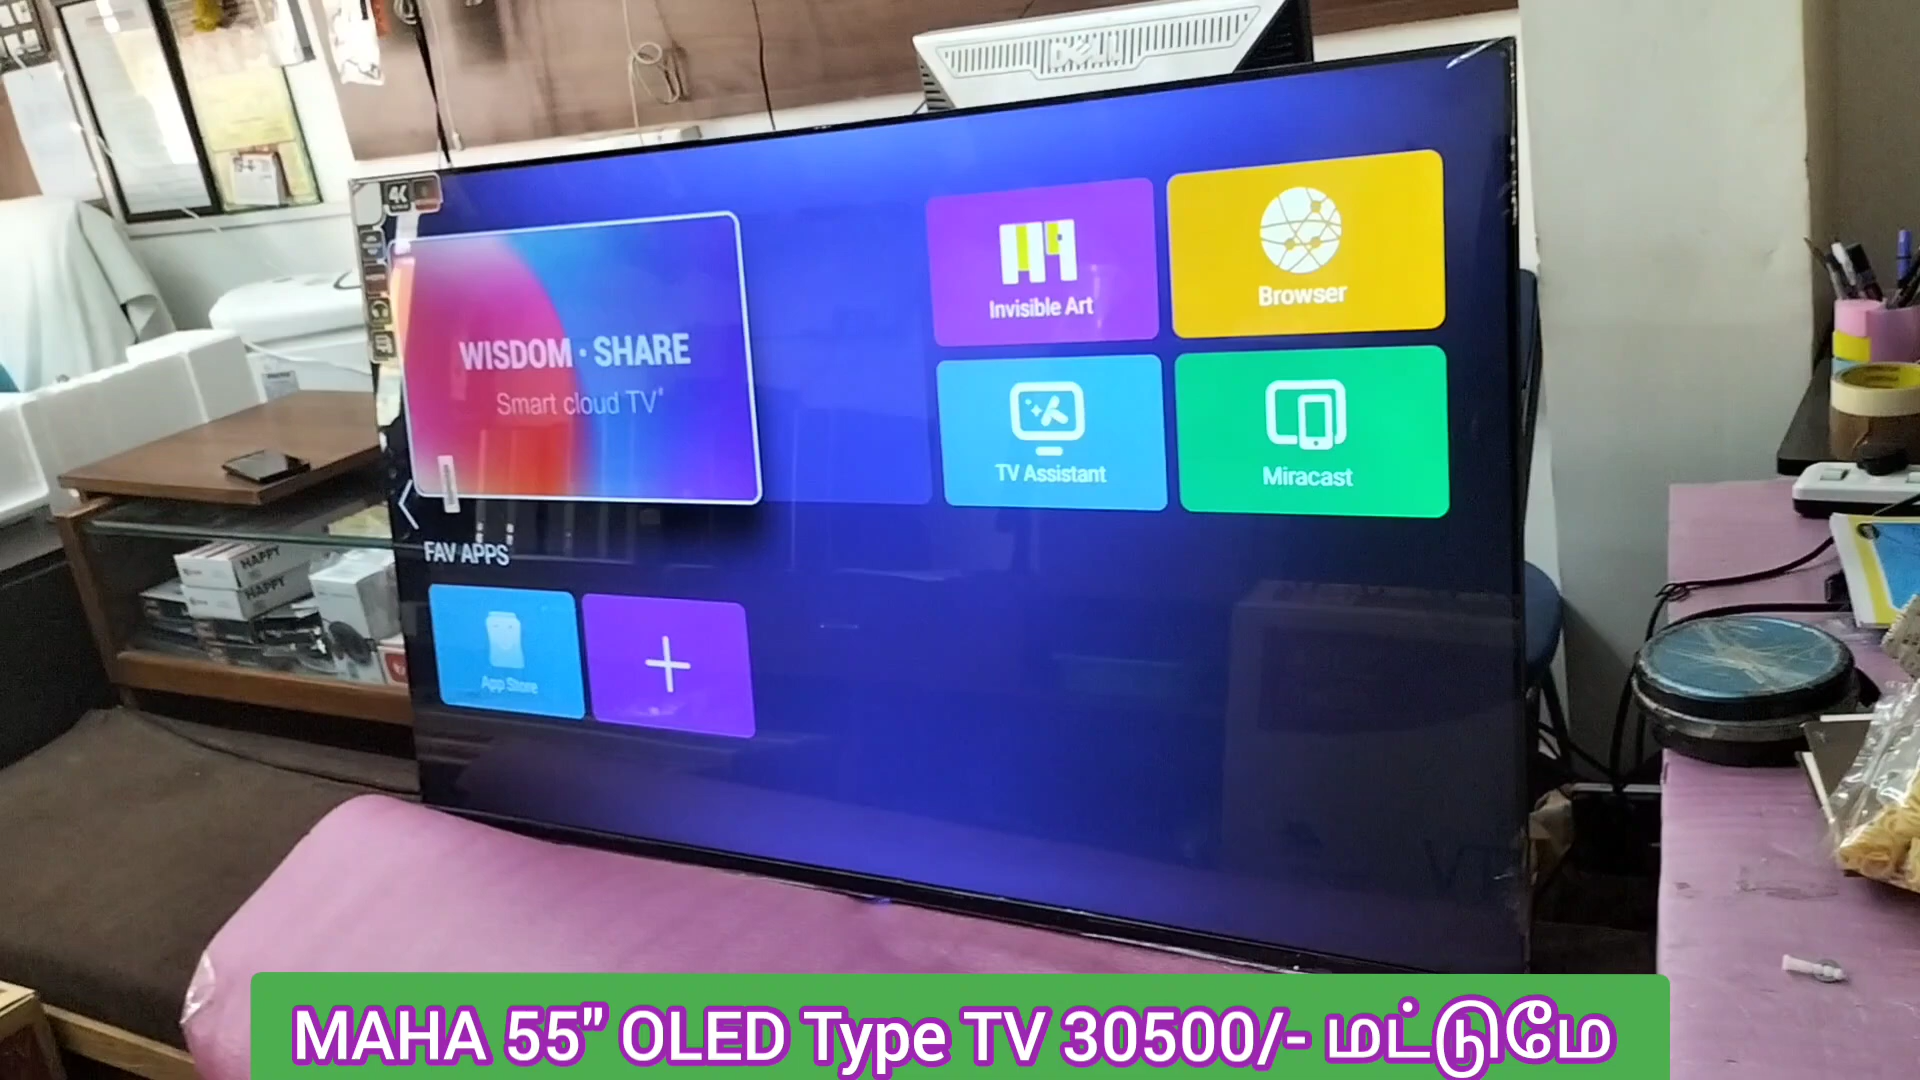 DELL
4K
WISDOM · SHARE
Smart cloud TV
Invisible Art
Browser
TV Assistant
Miracast
FAV APPS
App Store
HAPPY
HAPPY
MAHA 55" OLED Type TV 30500/- மட்டுமே